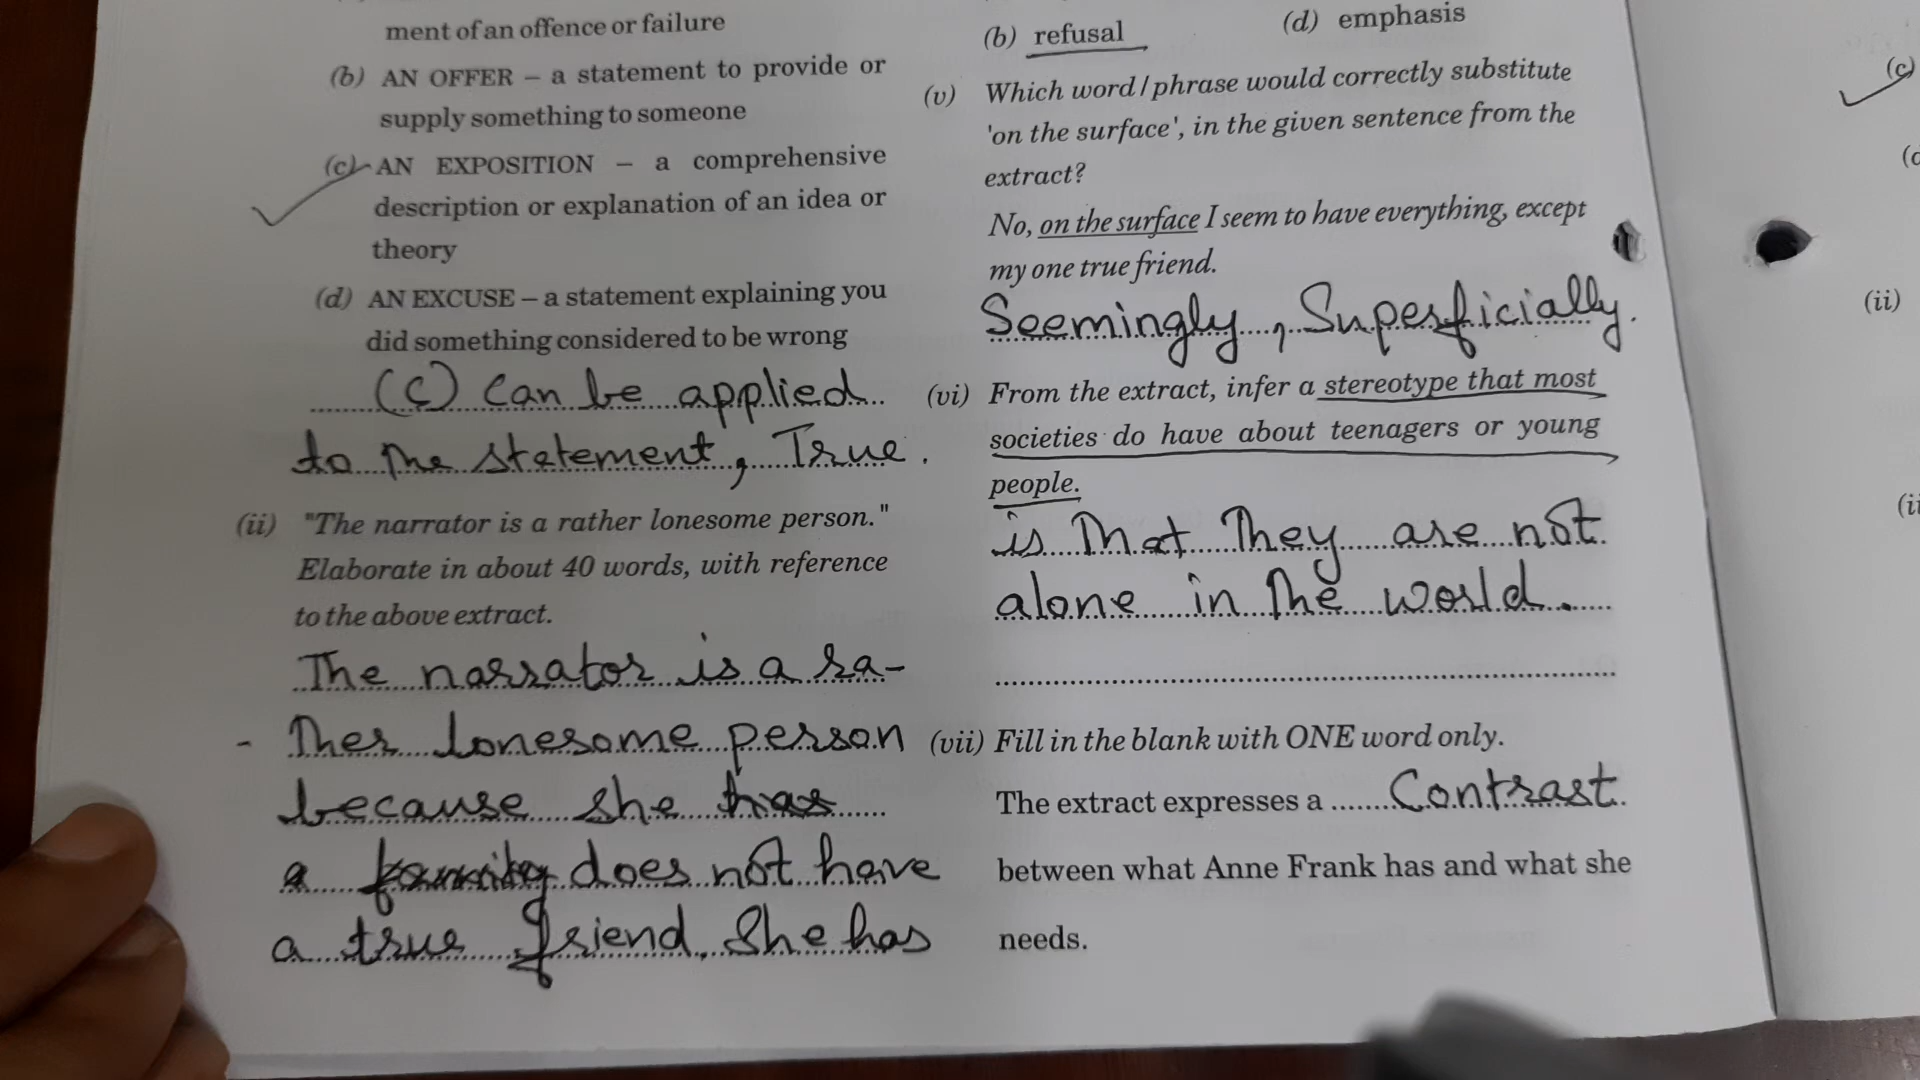 ment of an offence or failure
(b) AN OFFER – a statement to provide or
supply something to someone
(c) AN EXPOSITION – a comprehensive
description or explanation of an idea or
theory
(d) AN EXCUSE – a statement explaining you
did something considered to be wrong
(c) can be applied
to the statement, True.
(ii) "The narrator is a rather lonesome person."
Elaborate in about 40 words, with reference
to the above extract.
The narrator is a ra-
- ther lonesome person
because she has
a family does not have
a true friend. She has
(b) refusal (d) emphasis
(v) Which word / phrase would correctly substitute
'on the surface', in the given sentence from the
extract?
No, on the surface I seem to have everything, except
my one true friend.
Seemingly, Superficially.
(vi) From the extract, infer a stereotype that most
societies do have about teenagers or young
people.
is that they are not
alone in the world.
(vii) Fill in the blank with ONE word only.
The extract expresses a ...... Contrast
between what Anne Frank has and what she
needs.
(c)
(ii)